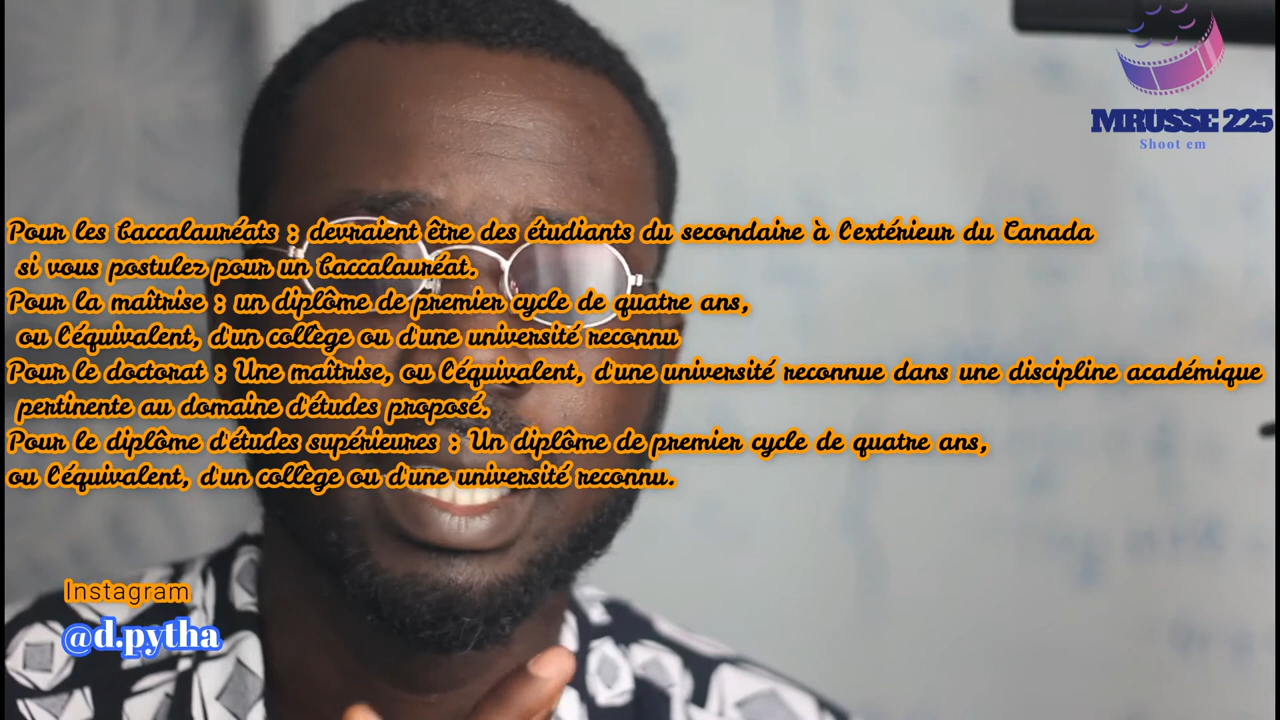 MRUSSE 225
Shoot em
Pour les baccalauréats : devraient être des étudiants du secondaire à l'extérieur du Canada
si vous postulez pour un baccalauréat.
Pour la maîtrise : un diplôme de premier cycle de quatre ans,
ou l'équivalent, d'un collège ou d'une université reconnu
Pour le doctorat : Une maîtrise, ou l'équivalent, d'une université reconnue dans une discipline académique
pertinente au domaine d'études proposé.
Pour le diplôme d'études supérieures : Un diplôme de premier cycle de quatre ans,
ou l'équivalent, d'un collège ou d'une université reconnu.
Instagram
@d.pytha